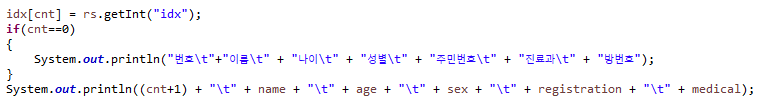 idx[cnt] = rs.getInt("idx");
if(cnt==0)
{
System.out.println("번호\t"+"이름\t" + "나이\t" + "성별\t" + "주민번호\t" + "진료과\t" + "방번호");
}
System.out.println((cnt+1) + "\t" + name + "\t" + age + "\t" + sex + "\t" + registration + "\t" + medical);